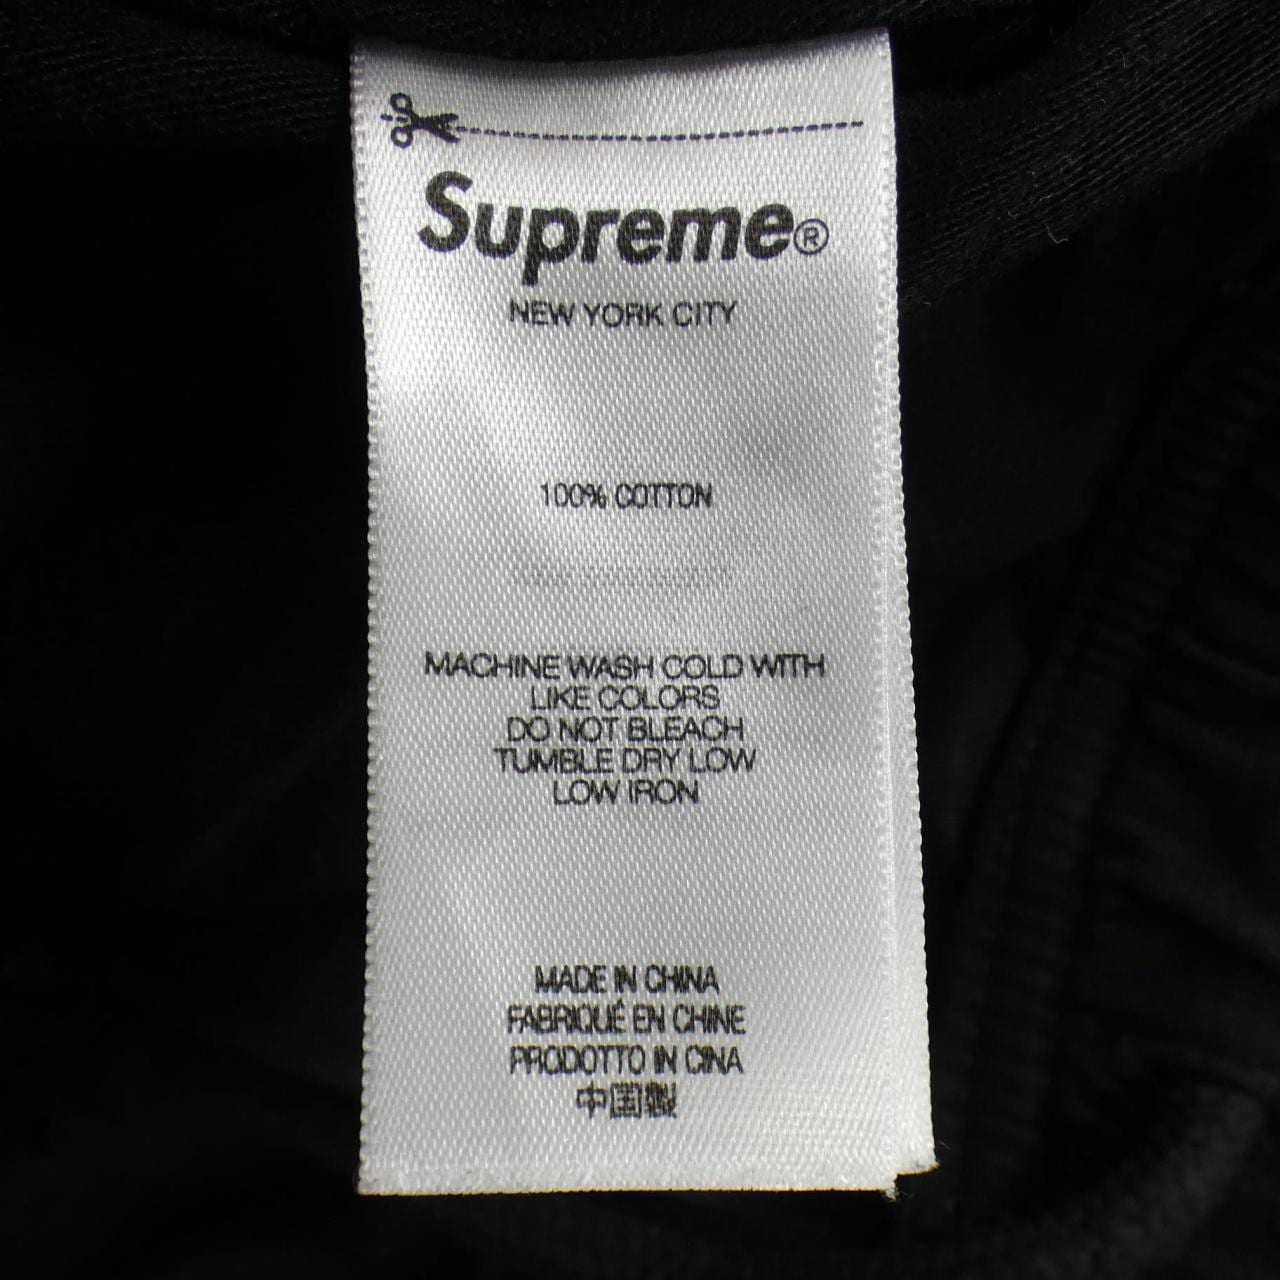 Supreme®
NEW YORK CITY
100% COTTON
MACHINE WASH COLD WITH
LIKE COLORS
DO NOT BLEACH
TUMBLE DRY LOW
LOW IRON
MADE IN CHINA
FABRIQUÉ EN CHINE
PRODOTTO IN CINA
中国製